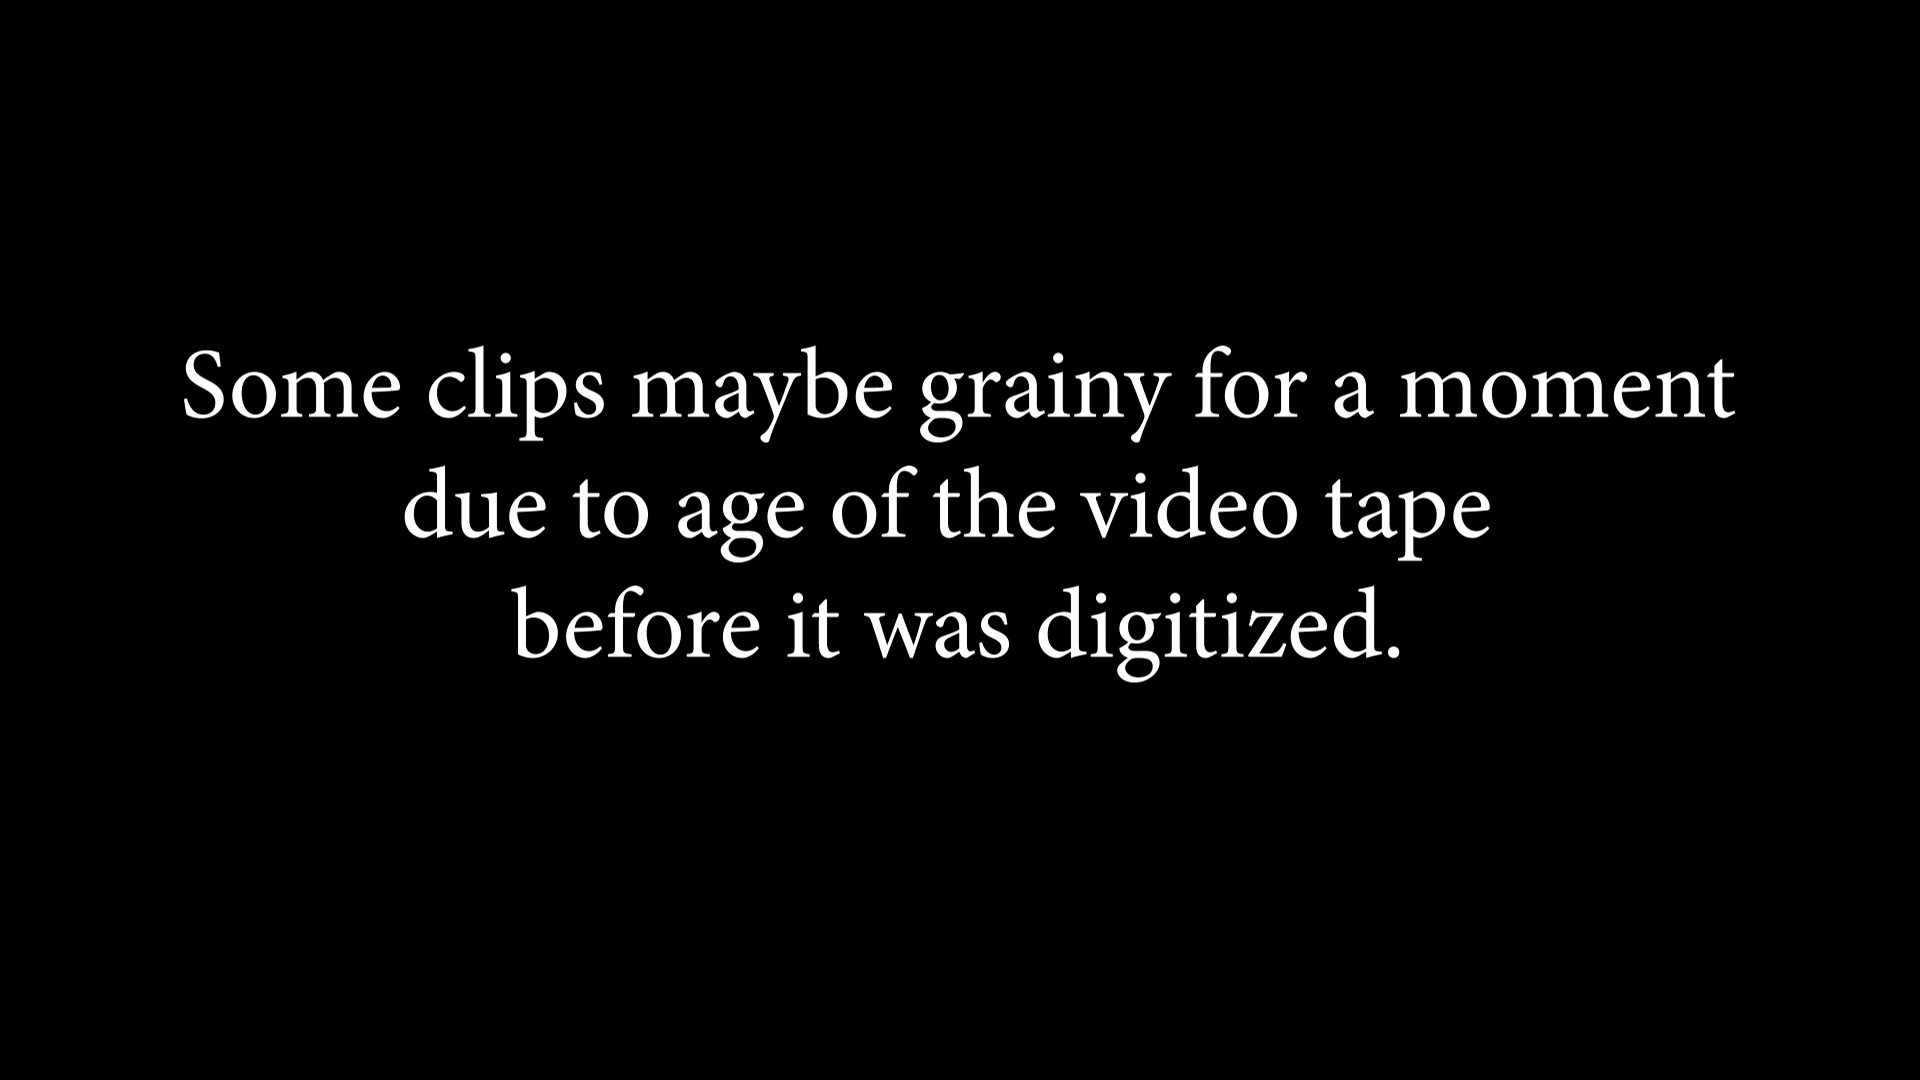 Some clips maybe grainy for a moment
due to age of the video tape
before it was digitized.